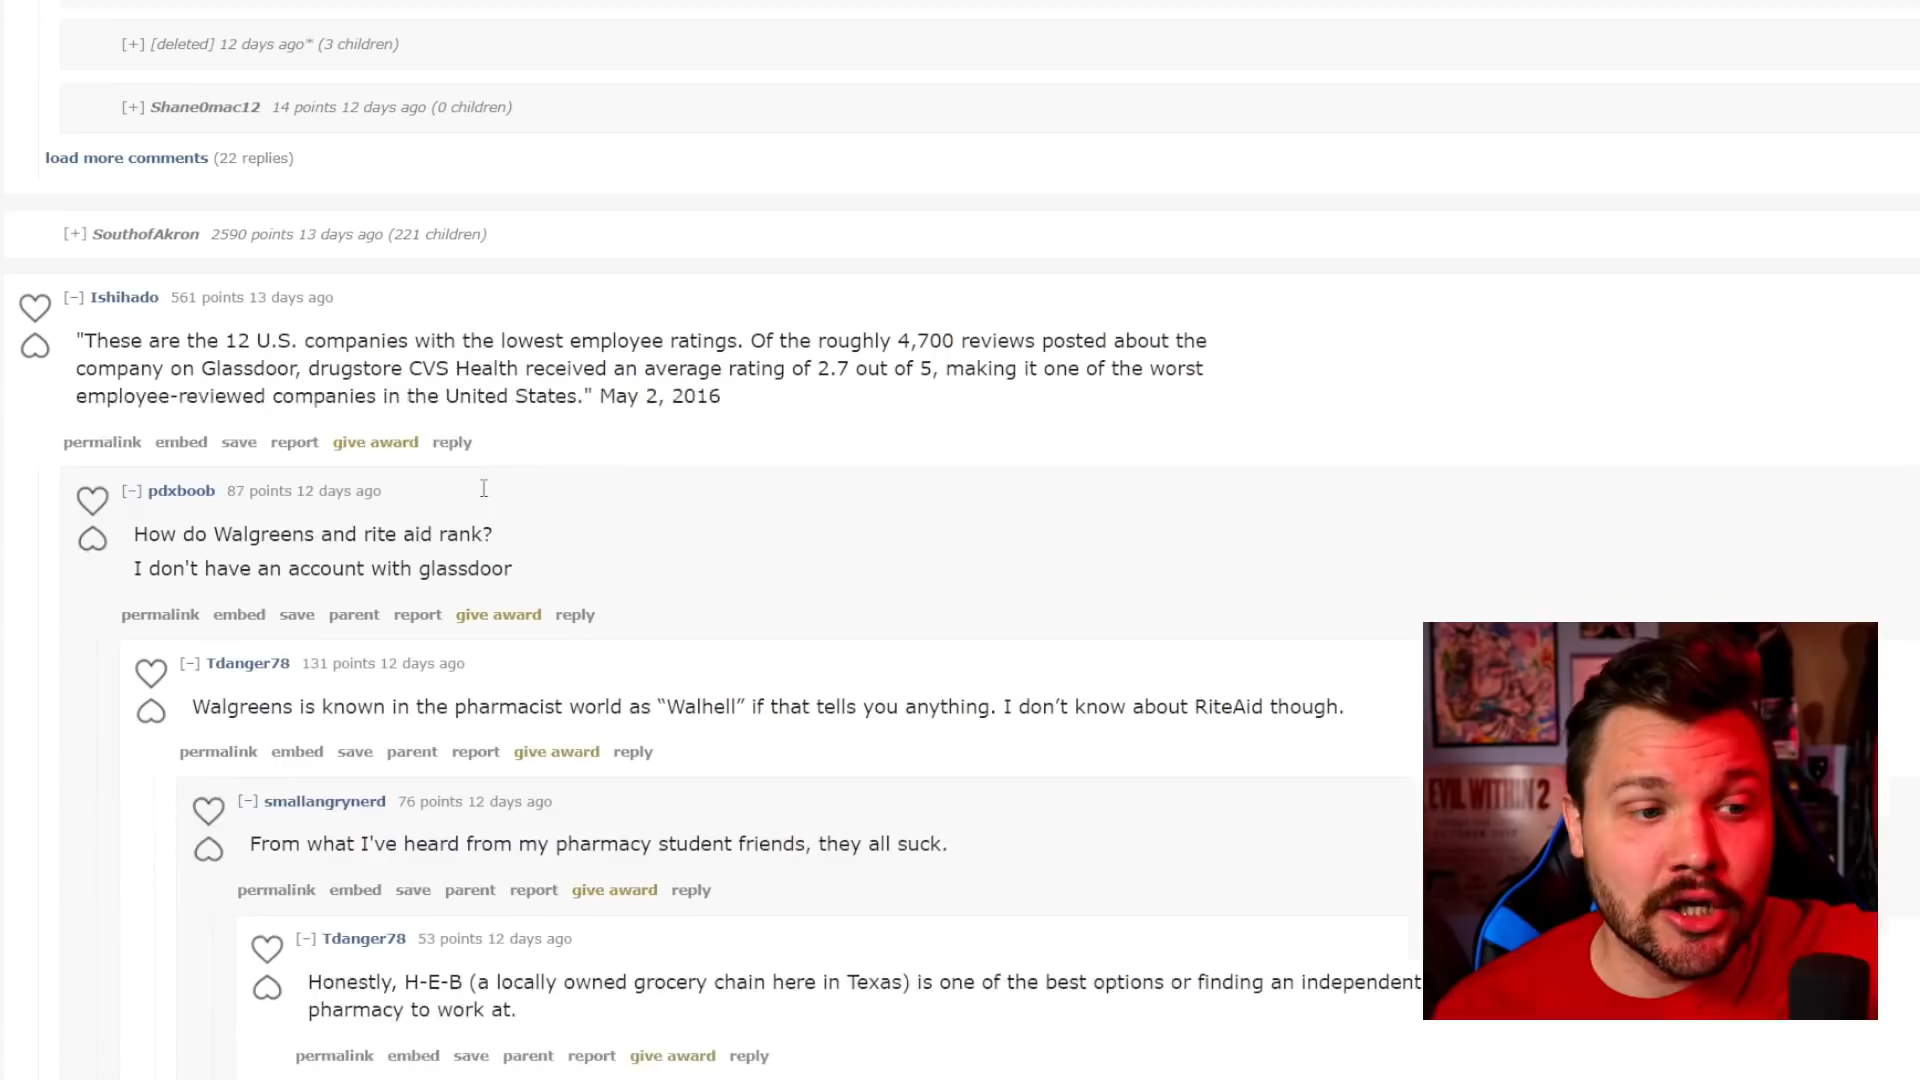 [+] [deleted] 12 days ago* (3 children)
[+] Shane0mac12 14 points 12 days ago (0 children)
load more comments (22 replies)
[+] SouthofAkron 2590 points 13 days ago (221 children)
[−] Ishihado 561 points 13 days ago
"These are the 12 U.S. companies with the lowest employee ratings. Of the roughly 4,700 reviews posted about the
company on Glassdoor, drugstore CVS Health received an average rating of 2.7 out of 5, making it one of the worst
employee-reviewed companies in the United States." May 2, 2016
permalink embed save report give award reply
[−] pdxboob 87 points 12 days ago
How do Walgreens and rite aid rank?
I don't have an account with glassdoor
permalink embed save parent report give award reply
[−] Tdanger78 131 points 12 days ago
Walgreens is known in the pharmacist world as “Walhell” if that tells you anything. I don’t know about RiteAid though.
permalink embed save parent report give award reply
[−] smallangrynerd 76 points 12 days ago
From what I've heard from my pharmacy student friends, they all suck.
permalink embed save parent report give award reply
[−] Tdanger78 53 points 12 days ago
Honestly, H-E-B (a locally owned grocery chain here in Texas) is one of the best options or finding an independent
pharmacy to work at.
permalink embed save parent report give award reply
EVIL WITHIN 2